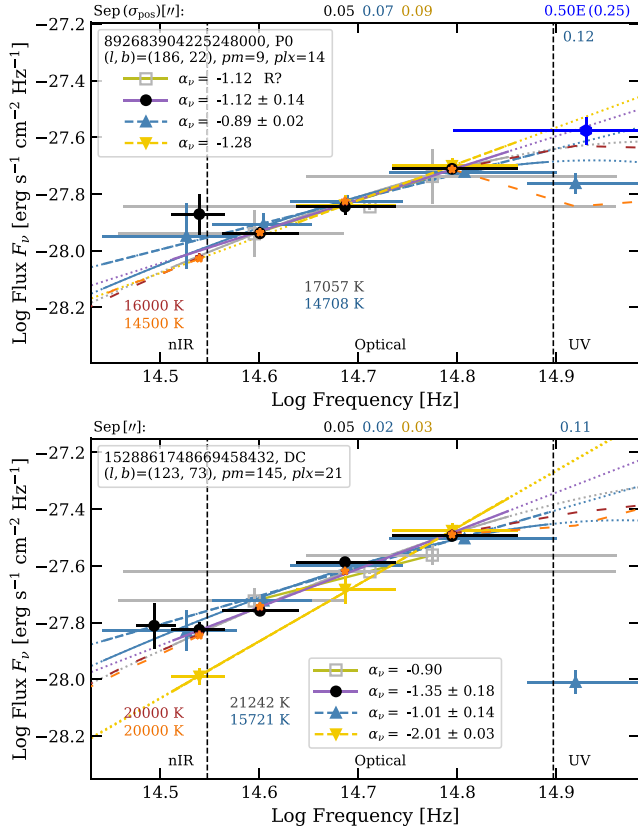 Sep (σpos)["] 0.05 0.07 0.09 0.50E (0.25)
0.12
892683904225248000, P0
(l, b)=(186, 22), pm=9, plx=14
αν = -1.12 R?
αν = -1.12 ± 0.14
αν = -0.89 ± 0.02
αν = -1.28
−27.2
−27.4
−27.6
−27.8
−28.0
−28.2
Log Flux Fν [erg s⁻¹ cm⁻² Hz⁻¹]
16000 K
14500 K
17057 K
14708 K
nIR Optical UV
14.5 14.6 14.7 14.8 14.9
Log Frequency [Hz]
Sep ["] 0.05 0.02 0.03 0.11
1528861748669458432, DC
(l, b)=(123, 73), pm=145, plx=21
−27.2
−27.4
−27.6
−27.8
−28.0
−28.2
Log Flux Fν [erg s⁻¹ cm⁻² Hz⁻¹]
αν = -0.90
αν = -1.35 ± 0.18
αν = -1.01 ± 0.14
αν = -2.01 ± 0.03
20000 K
20000 K
21242 K
15721 K
nIR Optical UV
14.5 14.6 14.7 14.8 14.9
Log Frequency [Hz]